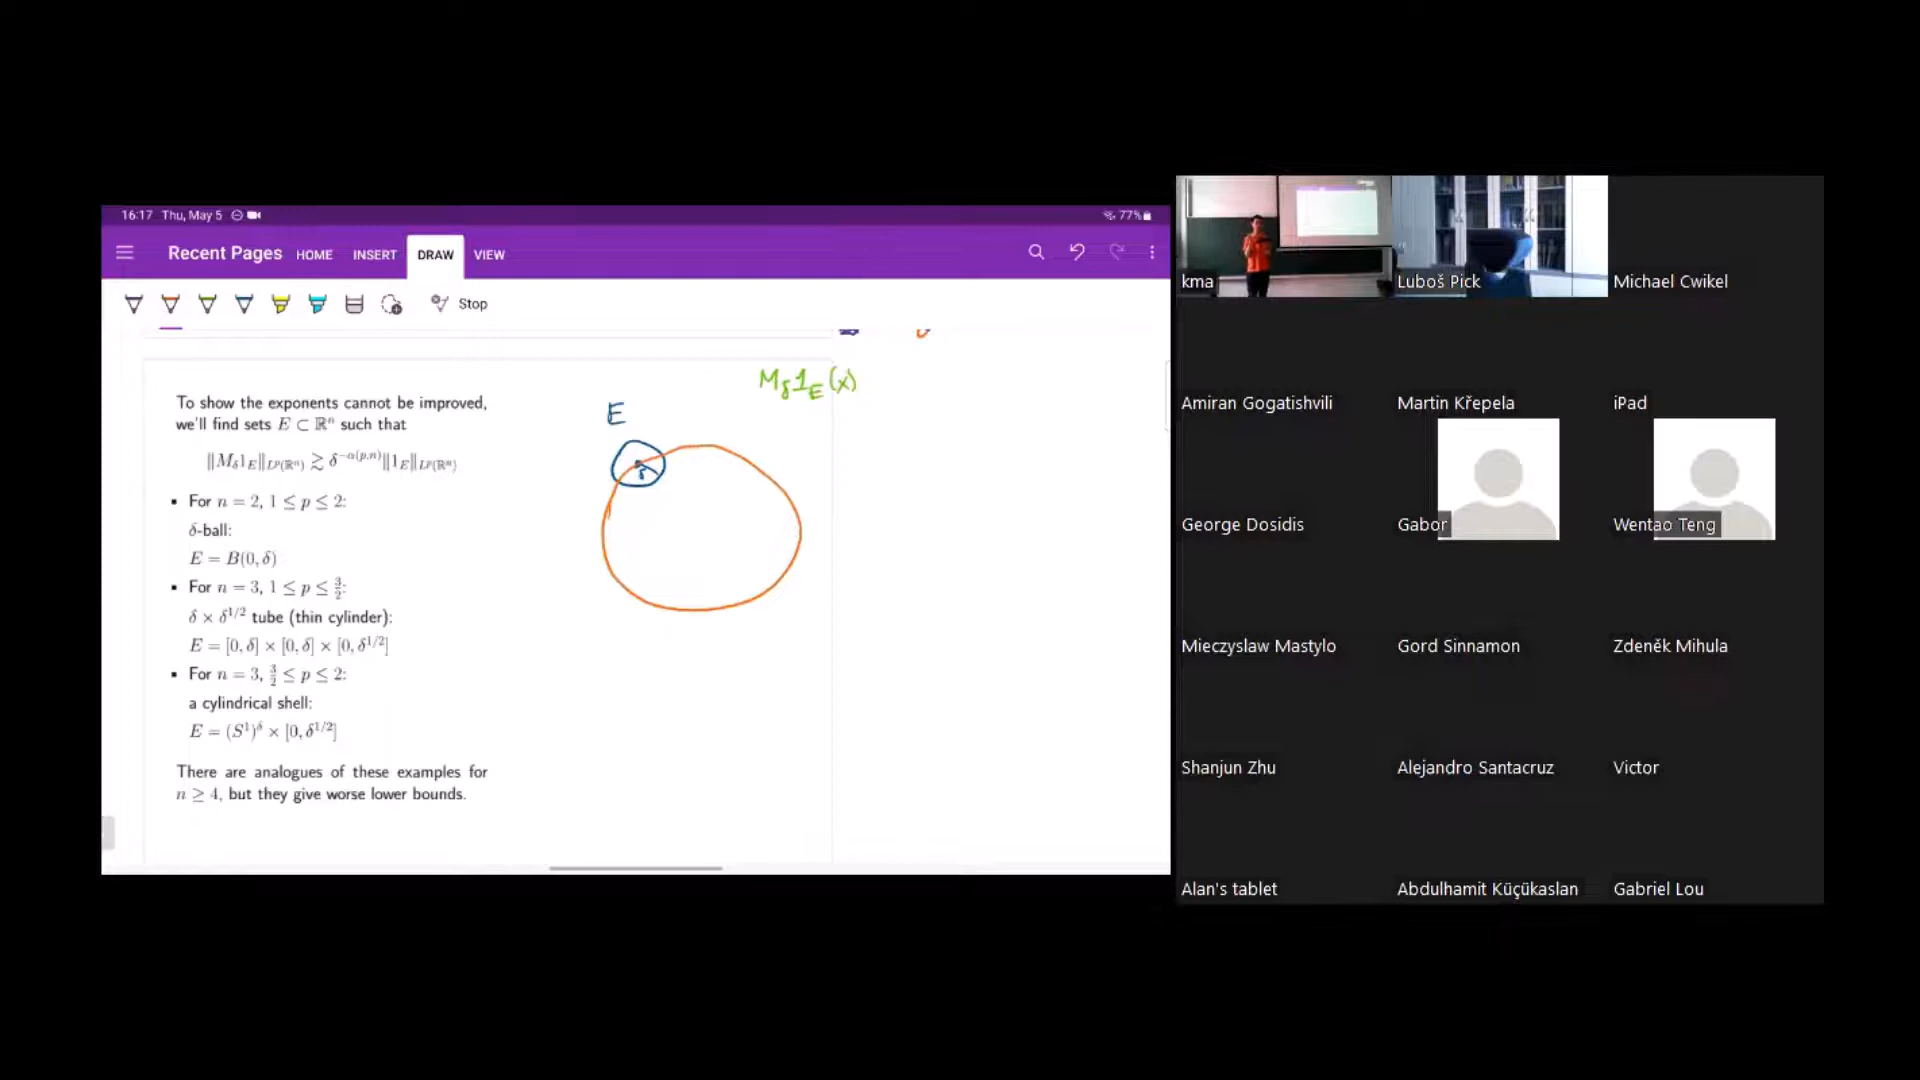 16:17 Thu, May 5
77%
Recent Pages HOME INSERT DRAW VIEW
Stop
To show the exponents cannot be improved,
we'll find sets E ⊂ ℝⁿ such that
‖M_δ 1_E‖_{L^p(ℝⁿ)} ≳ δ^{-α(p,n)} ‖1_E‖_{L^p(ℝⁿ)}
▪ For n = 2, 1 ≤ p ≤ 2:
δ-ball:
E = B(0, δ)
▪ For n = 3, 1 ≤ p ≤ 3/2:
δ × δ^{1/2} tube (thin cylinder):
E = [0, δ] × [0, δ] × [0, δ^{1/2}]
▪ For n = 3, 3/2 ≤ p ≤ 2:
a cylindrical shell:
E = (S¹)^δ × [0, δ^{1/2}]
There are analogues of these examples for
n ≥ 4, but they give worse lower bounds.
M_δ 1_E (x)
E
δ
kma
Luboš Pick
Michael Cwikel
Amiran Gogatishvili
Martin Křepela
iPad
George Dosidis
Gabor
Wentao Teng
Mieczyslaw Mastylo
Gord Sinnamon
Zdeněk Mihula
Shanjun Zhu
Alejandro Santacruz
Victor
Alan's tablet
Abdulhamit Küçükaslan
Gabriel Lou